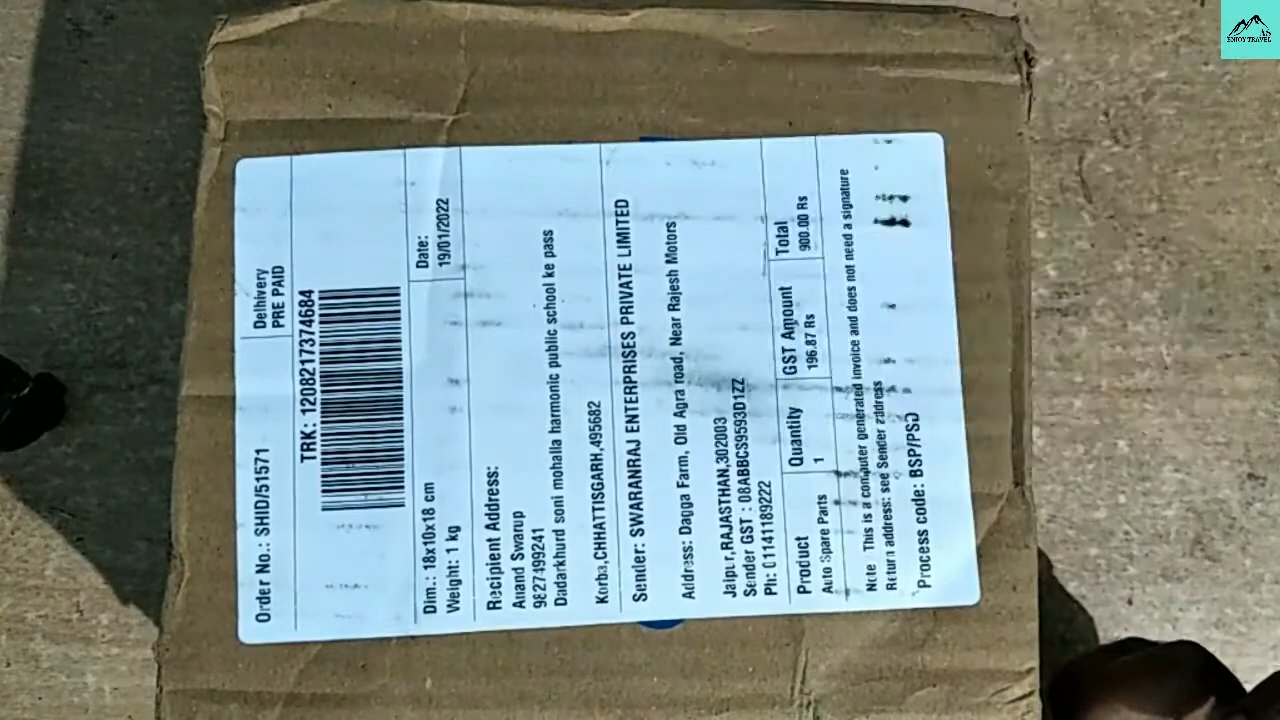 Order No.: SHID/51571
Delhivery
PRE PAID
TRK: 1208217374684
Dim.: 18x10x18 cm
Weight: 1 kg
Date:
19/01/2022
Recipient Address:
Anand Swarup
9827499241
Dadarkhurd soni mohalla harmonic public school ke pass
Korba,CHHATTISGARH,495682
Sender: SWARANRAJ ENTERPRISES PRIVATE LIMITED
Address: Dagga Farm, Old Agra road, Near Rajesh Motors
Jaipur,RAJASTHAN,302003
Sender GST : 08ABBCS9593D1ZZ
Ph: 01141189222
Product Quantity GST Amount Total
Auto Spare Parts 1 196.87 Rs 900.00 Rs
Note This is a computer generated invoice and does not need a signature
Return address: see Sender address
Process code: BSP/PSD
ENJOY TRAVEL